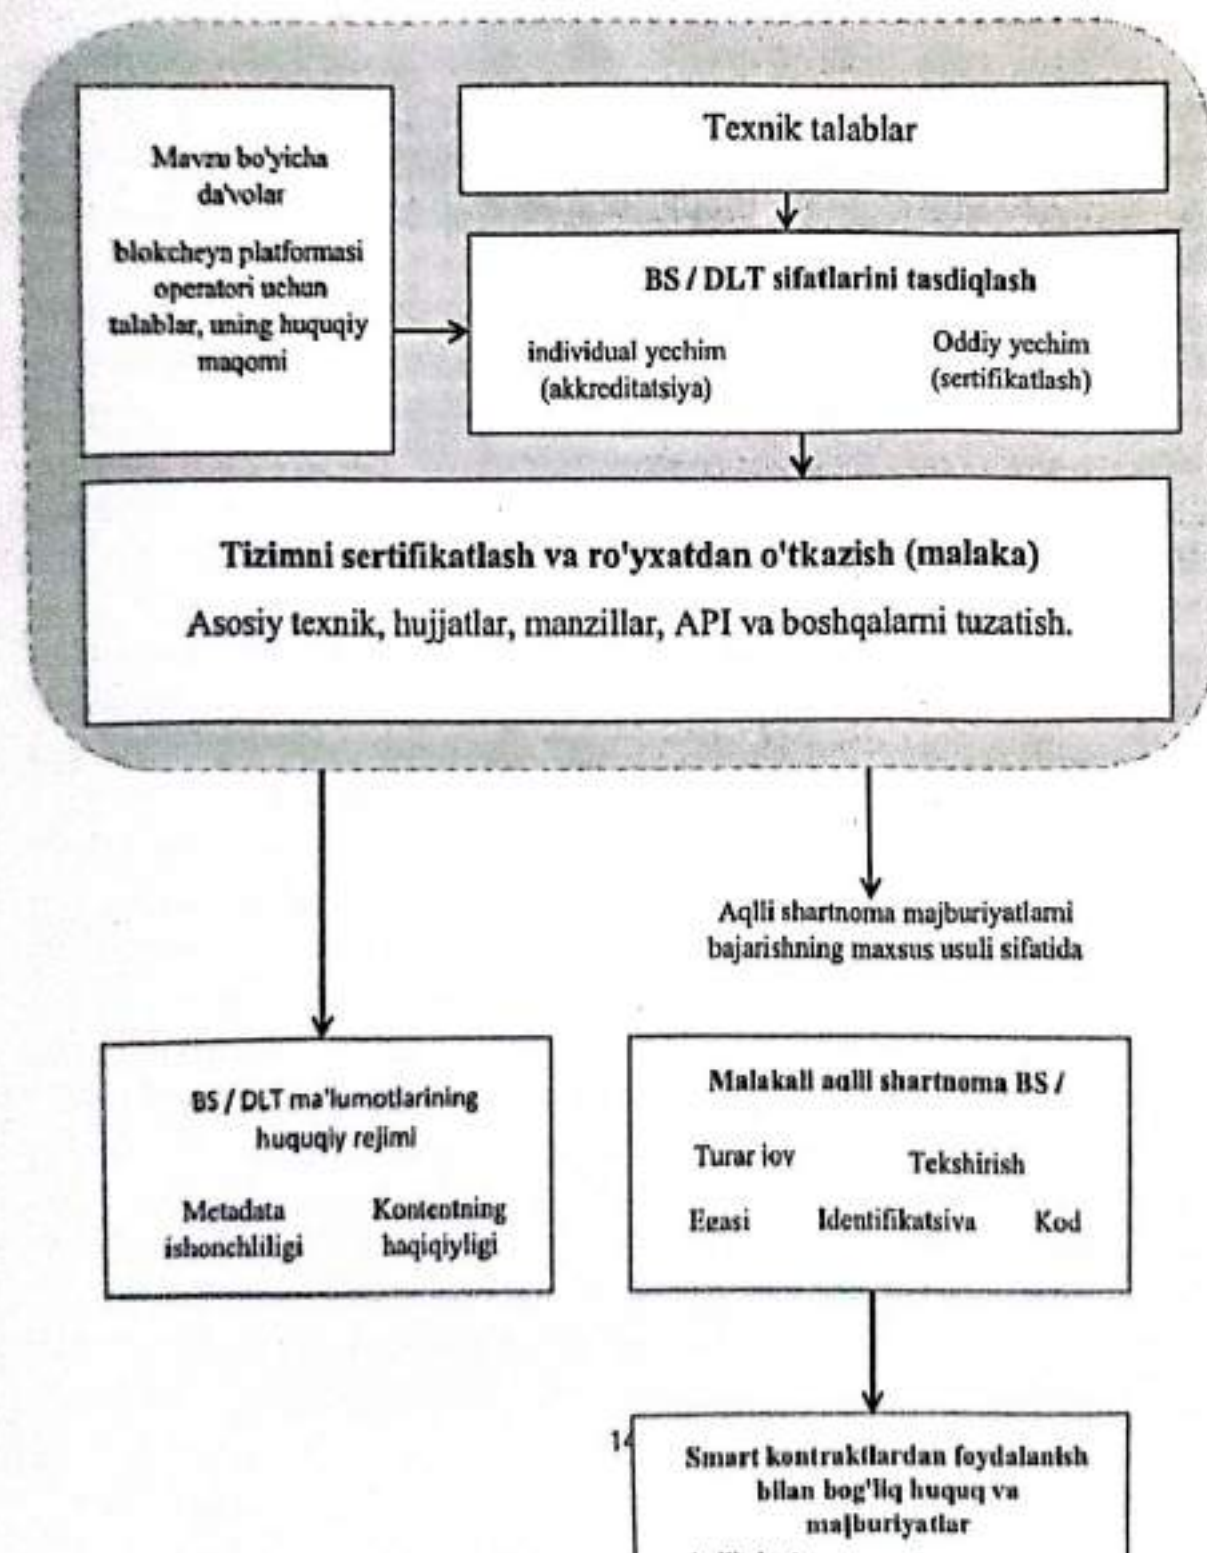 Mavzu bo'yicha
da'volar
blokcheyn platformasi
operatori uchun
talablar, uning huquqiy
maqomi
Texnik talablar
BS / DLT sifatlarini tasdiqlash
individual yechim
(akkreditatsiya)
Oddiy yechim
(sertifikatlash)
Tizimni sertifikatlash va ro'yxatdan o'tkazish (malaka)
Asosiy texnik, hujjatlar, manzillar, API va boshqalarni tuzatish.
Aqlli shartnoma majburiyatlarni
bajarishning maxsus usuli sifatida
BS / DLT ma'lumotlarining
huquqiy rejimi
Metadata
ishonchliligi
Kontentning
haqiqiyligi
Malakali aqlli shartnoma BS /
Turar joy
Tekshirish
Egasi
Identifikatsiya
Kod
14
Smart kontraktlardan foydalanish
bilan bog'liq huquq va
majburiyatlar